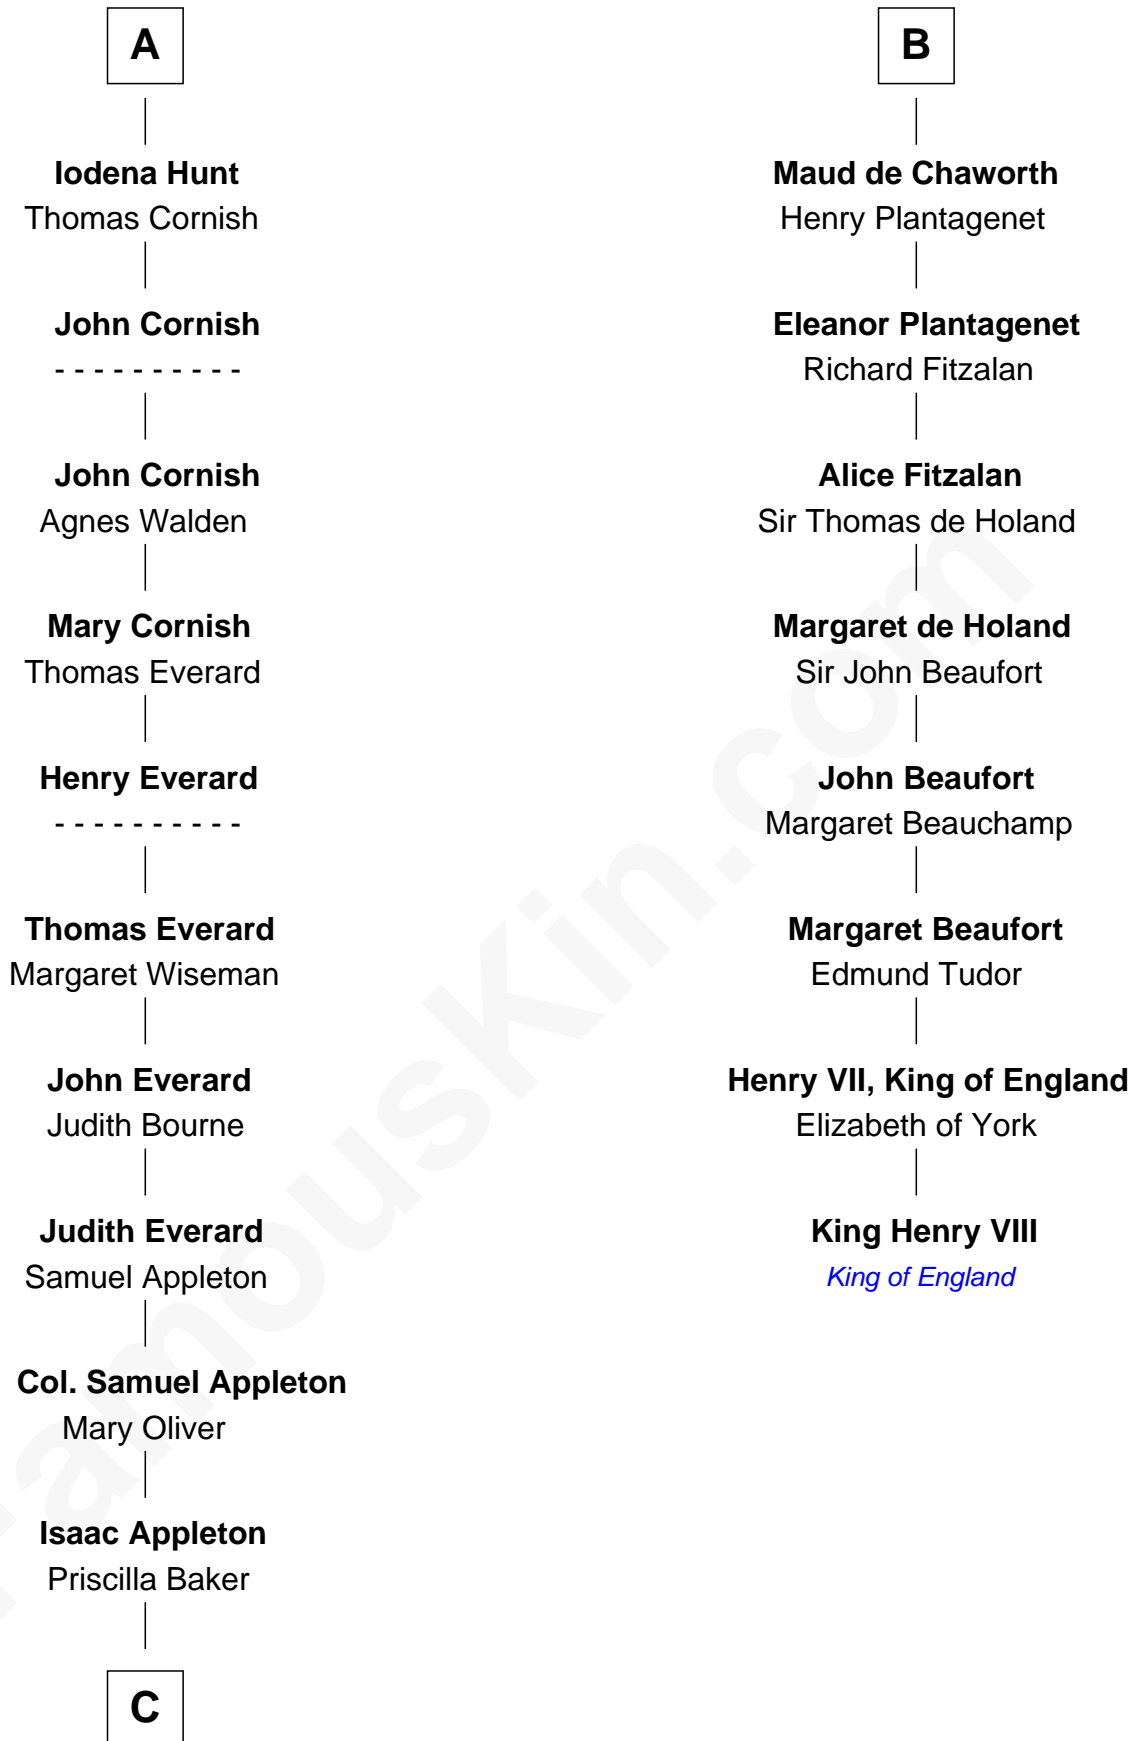 A
Iodena Hunt
Thomas Cornish
John Cornish
- - - - - - - - - -
John Cornish
Agnes Walden
Mary Cornish
Thomas Everard
Henry Everard
- - - - - - - - - -
Thomas Everard
Margaret Wiseman
John Everard
Judith Bourne
Judith Everard
Samuel Appleton
Col. Samuel Appleton
Mary Oliver
Isaac Appleton
Priscilla Baker
C
B
Maud de Chaworth
Henry Plantagenet
Eleanor Plantagenet
Richard Fitzalan
Alice Fitzalan
Sir Thomas de Holand
Margaret de Holand
Sir John Beaufort
John Beaufort
Margaret Beauchamp
Margaret Beaufort
Edmund Tudor
Henry VII, King of England
Elizabeth of York
King Henry VIII
King of England
FamousKin.com